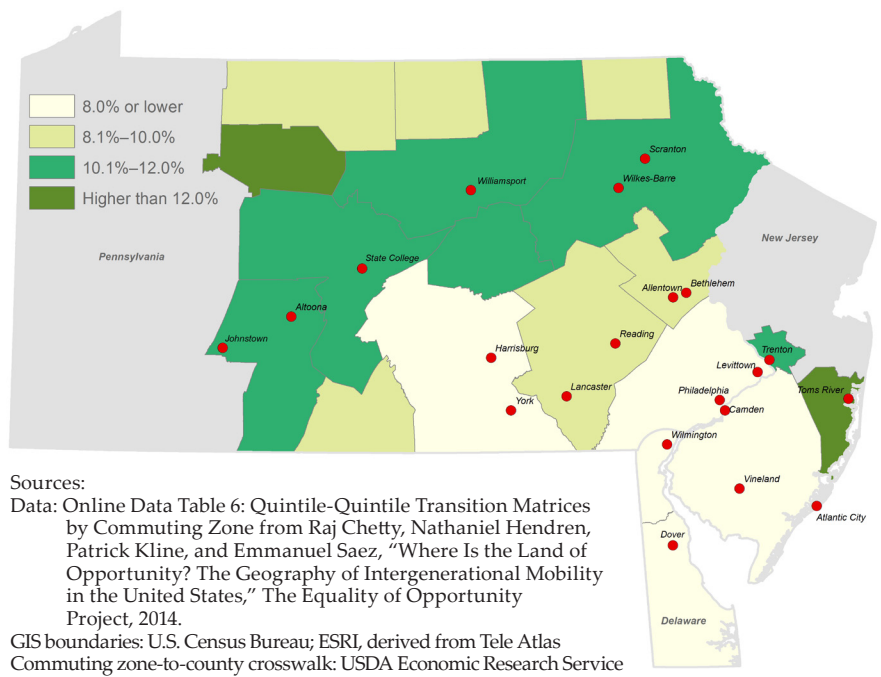 8.0% or lower
8.1%–10.0%
10.1%–12.0%
Higher than 12.0%
Scranton
Wilkes-Barre
Williamsport
New Jersey
Pennsylvania
State College
Allentown
Bethlehem
Altoona
Johnstown
Harrisburg
Reading
Trenton
Levittown
Lancaster
York
Philadelphia
Camden
Toms River
Wilmington
Vineland
Atlantic City
Dover
Delaware
Sources:
Data: Online Data Table 6: Quintile-Quintile Transition Matrices
by Commuting Zone from Raj Chetty, Nathaniel Hendren,
Patrick Kline, and Emmanuel Saez, “Where Is the Land of
Opportunity? The Geography of Intergenerational Mobility
in the United States,” The Equality of Opportunity
Project, 2014.
GIS boundaries: U.S. Census Bureau; ESRI, derived from Tele Atlas
Commuting zone-to-county crosswalk: USDA Economic Research Service